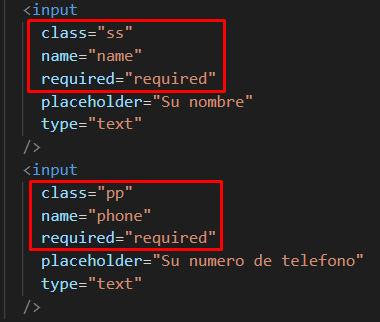 <input
class="ss"
name="name"
required="required"
placeholder="Su nombre"
type="text"
/>
<input
class="pp"
name="phone"
required="required"
placeholder="Su numero de telefono"
type="text"
/>